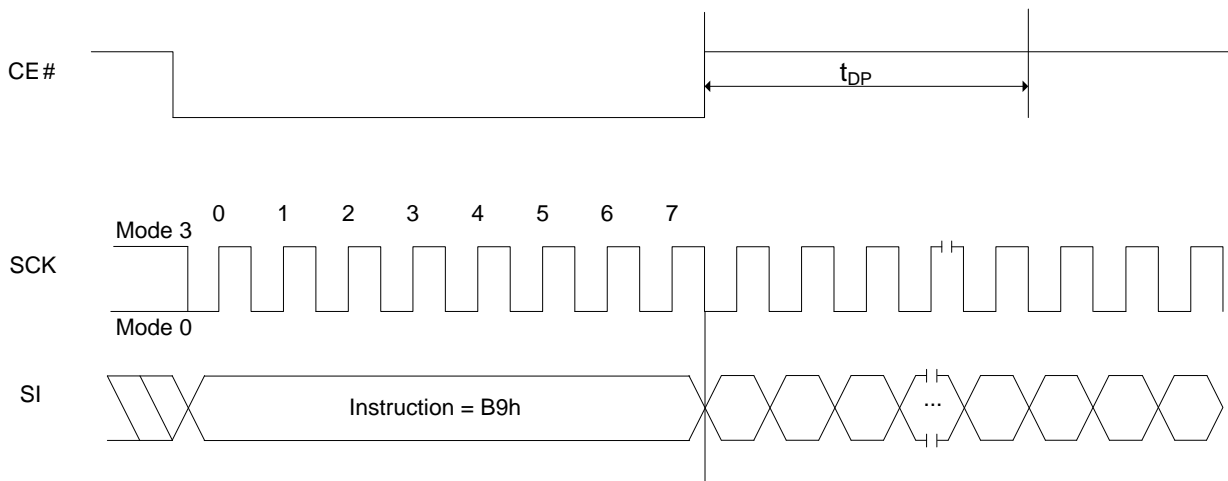 CE#
tDP
0 1 2 3 4 5 6 7
Mode 3
SCK
Mode 0
SI
Instruction = B9h
...